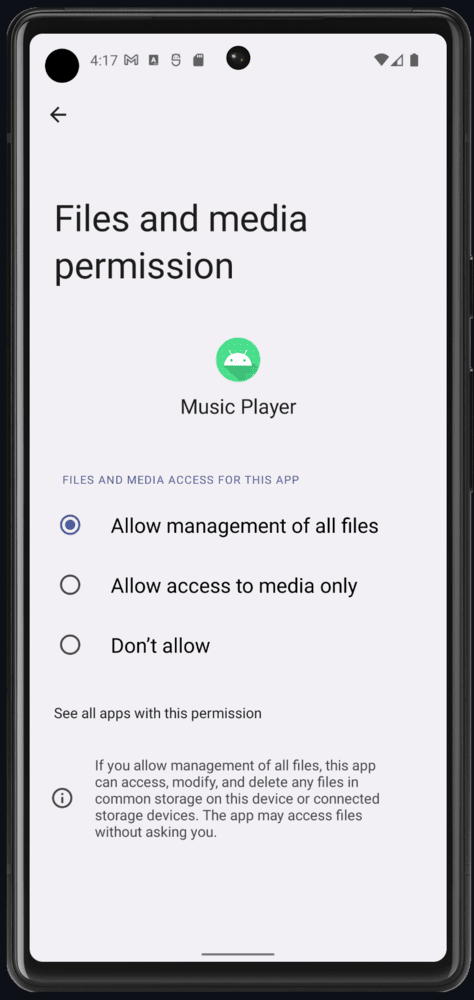 4:17
Files and media
permission
Music Player
FILES AND MEDIA ACCESS FOR THIS APP
Allow management of all files
Allow access to media only
Don’t allow
See all apps with this permission
If you allow management of all files, this app
can access, modify, and delete any files in
common storage on this device or connected
storage devices. The app may access files
without asking you.